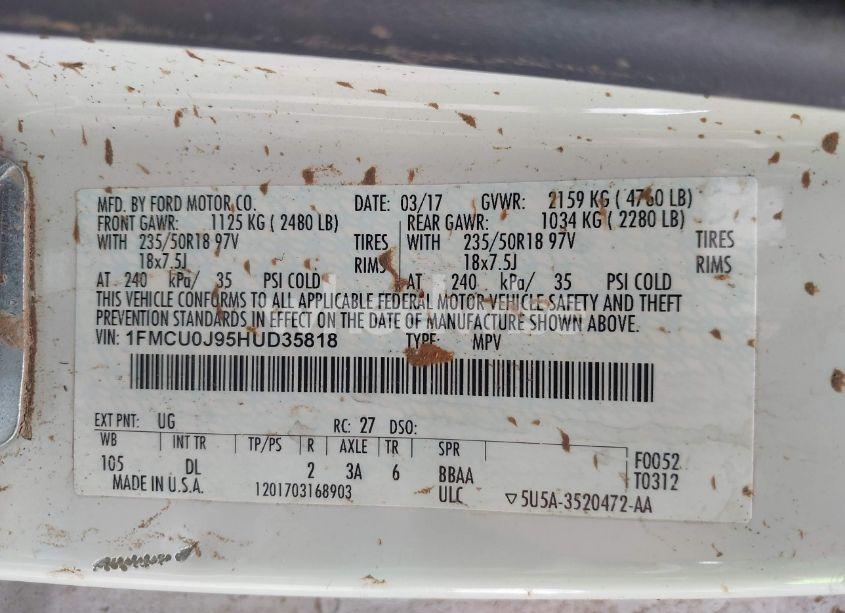 MFD. BY FORD MOTOR CO. DATE: 03/17 GVWR: 2159 KG ( 4760 LB)
FRONT GAWR: 1125 KG ( 2480 LB) REAR GAWR: 1034 KG ( 2280 LB)
WITH 235/50R18 97V TIRES WITH 235/50R18 97V TIRES
18x7.5J RIMS 18x7.5J RIMS
AT 240 kPa/ 35 PSI COLD AT 240 kPa/ 35 PSI COLD
THIS VEHICLE CONFORMS TO ALL APPLICABLE FEDERAL MOTOR VEHICLE SAFETY AND THEFT
PREVENTION STANDARDS IN EFFECT ON THE DATE OF MANUFACTURE SHOWN ABOVE.
VIN: 1FMCU0J95HUD35818 TYPE: MPV
EXT PNT: UG RC: 27 DSO:
WB INT TR TP/PS R AXLE TR SPR
105 DL 2 3A 6 BBAA F0052
MADE IN U.S.A. 1201703168903 ULC T0312
▽5U5A-3520472-AA